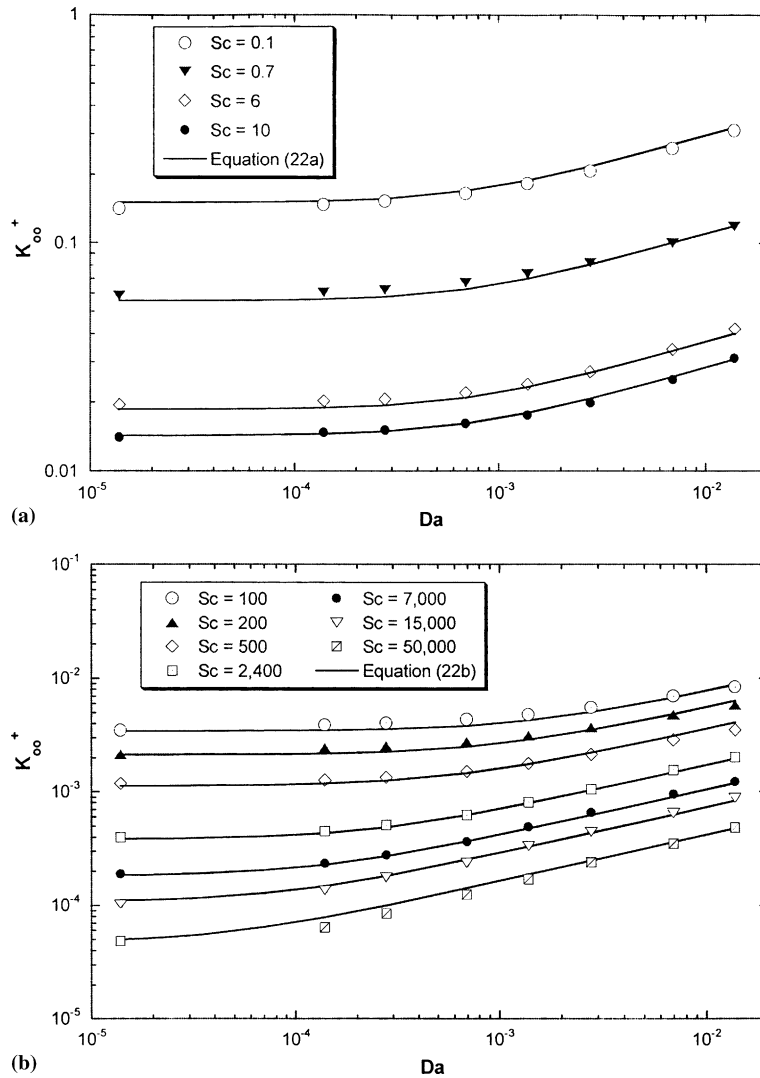 1
Sc = 0.1
Sc = 0.7
Sc = 6
Sc = 10
Equation (22a)
K_oo^+
0.1
0.01
10^-5
10^-4
10^-3
10^-2
(a)
Da
10^-1
Sc = 100
Sc = 7,000
Sc = 200
Sc = 15,000
Sc = 500
Sc = 50,000
Sc = 2,400
Equation (22b)
10^-2
K_oo^+
10^-3
10^-4
10^-5
10^-5
10^-4
10^-3
10^-2
(b)
Da